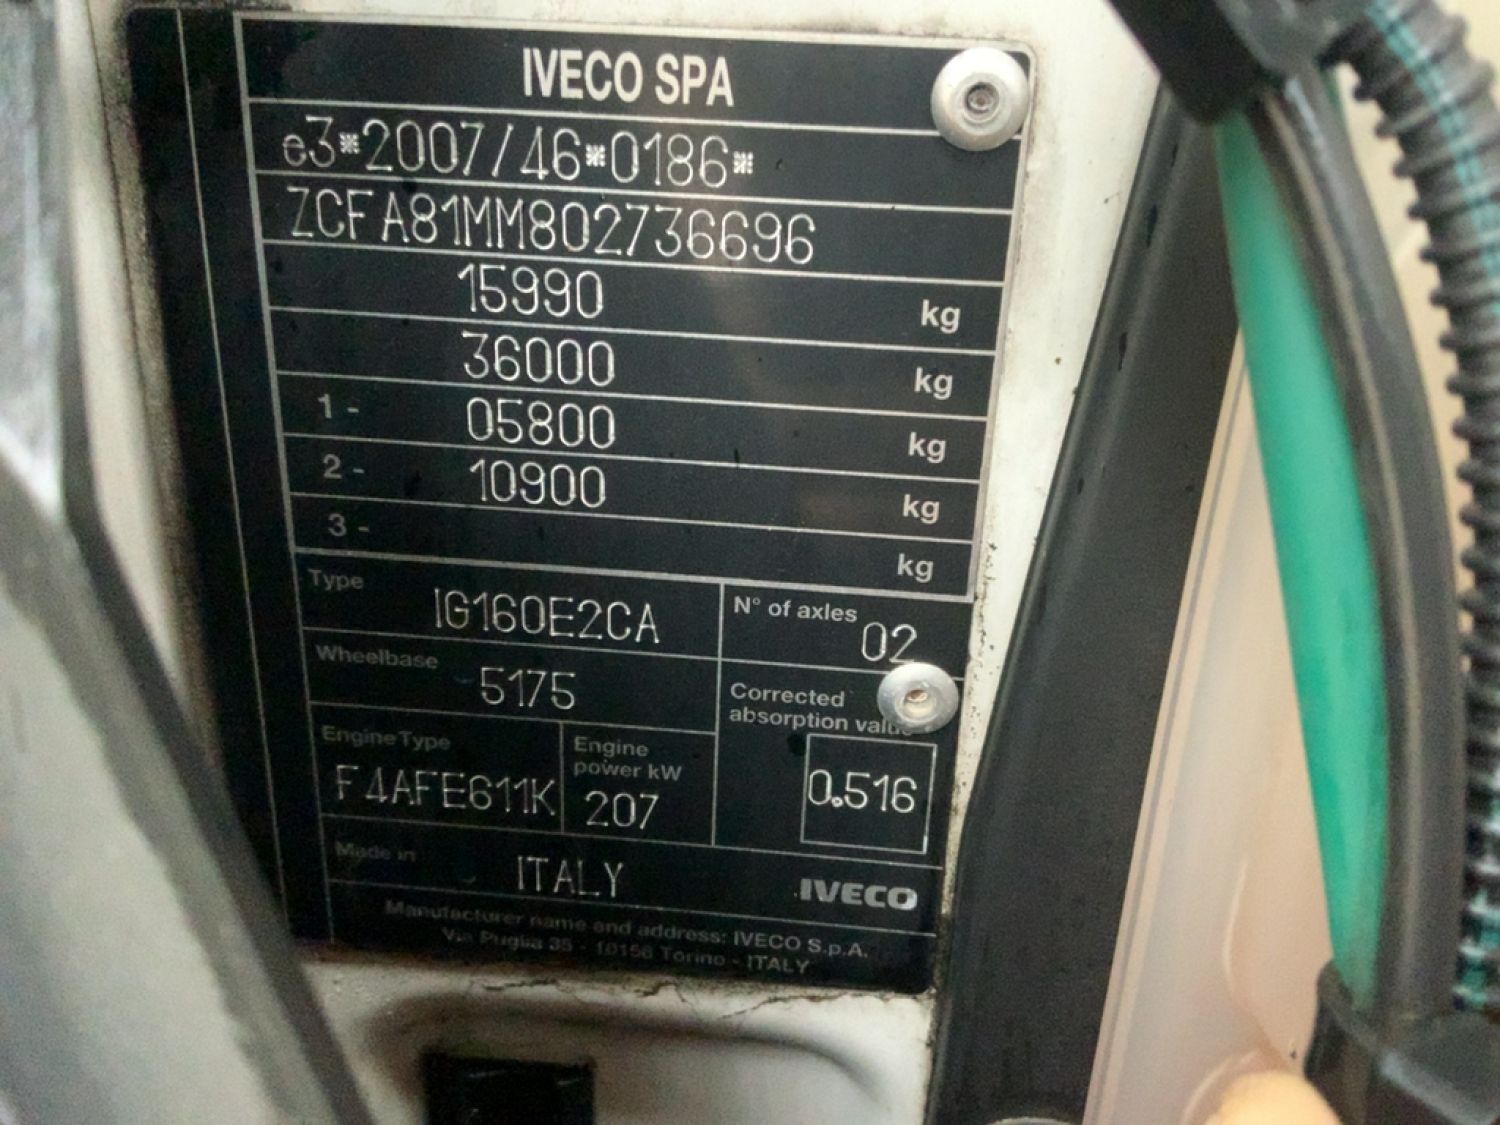 IVECO SPA
e3*2007/46*0186*
ZCFA81MM802736696
15990 kg
36000 kg
1 - 05800 kg
2 - 10900 kg
3 - kg
Type IG160E2CA
N° of axles 02
Wheelbase 5175
Corrected
absorption value
Engine Type F4AFE611K
Engine
power kW
207
0.516
Made in ITALY
IVECO
Manufacturer name and address: IVECO S.p.A.
Via Puglia 35 - 10156 Torino - ITALY